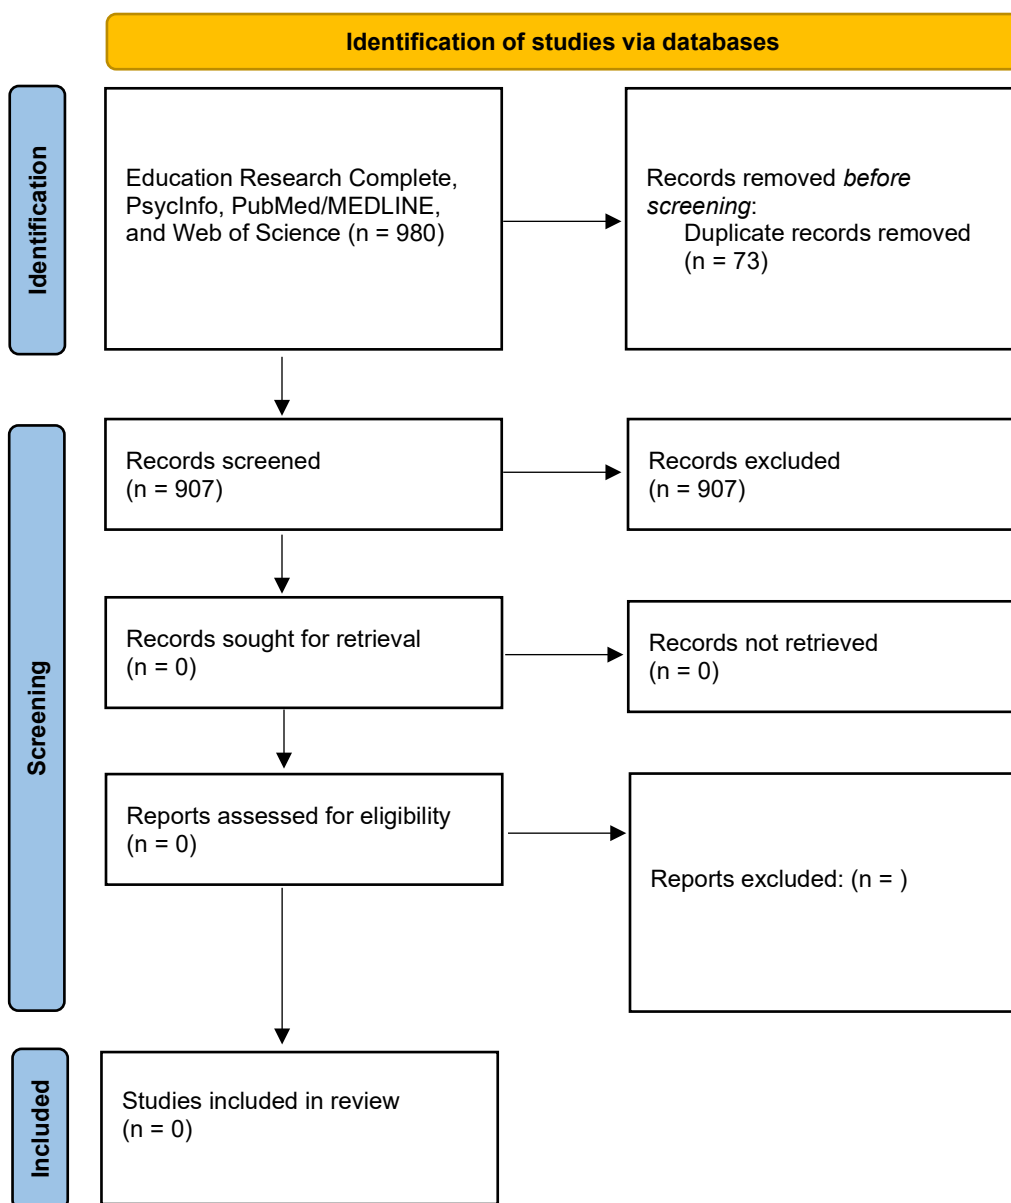 Identification of studies via databases
Identification
Education Research Complete,
PsycInfo, PubMed/MEDLINE,
and Web of Science (n = 980)
Records removed before
screening:
Duplicate records removed
(n = 73)
Screening
Records screened
(n = 907)
Records excluded
(n = 907)
Records sought for retrieval
(n = 0)
Records not retrieved
(n = 0)
Reports assessed for eligibility
(n = 0)
Reports excluded: (n = )
Included
Studies included in review
(n = 0)